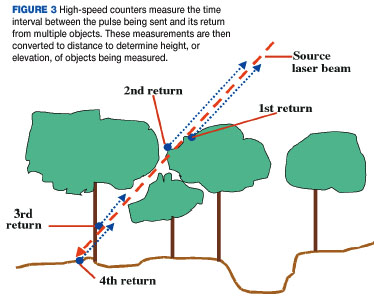 FIGURE 3 High-speed counters measure the time
interval between the pulse being sent and its return
from multiple objects. These measurements are then
converted to distance to determine height, or
elevation, of objects being measured.
Source
laser beam
2nd return
1st return
3rd
return
4th return